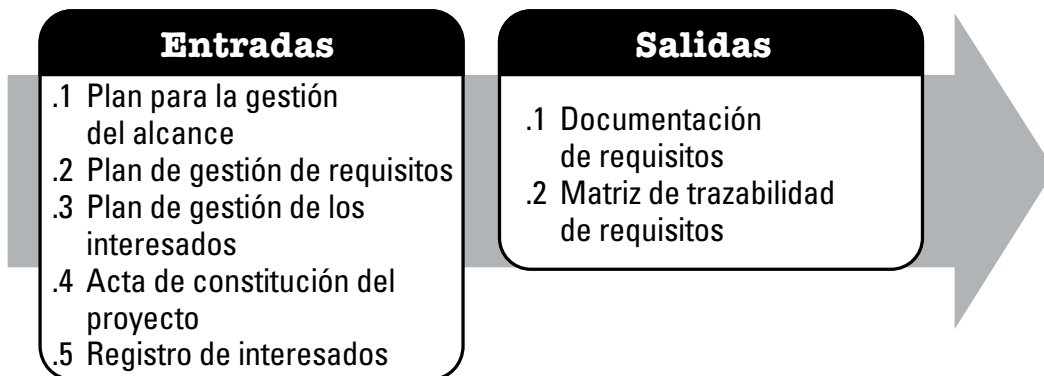 Entradas
.1 Plan para la gestión
del alcance
.2 Plan de gestión de requisitos
.3 Plan de gestión de los
interesados
.4 Acta de constitución del
proyecto
.5 Registro de interesados
Salidas
.1 Documentación
de requisitos
.2 Matriz de trazabilidad
de requisitos